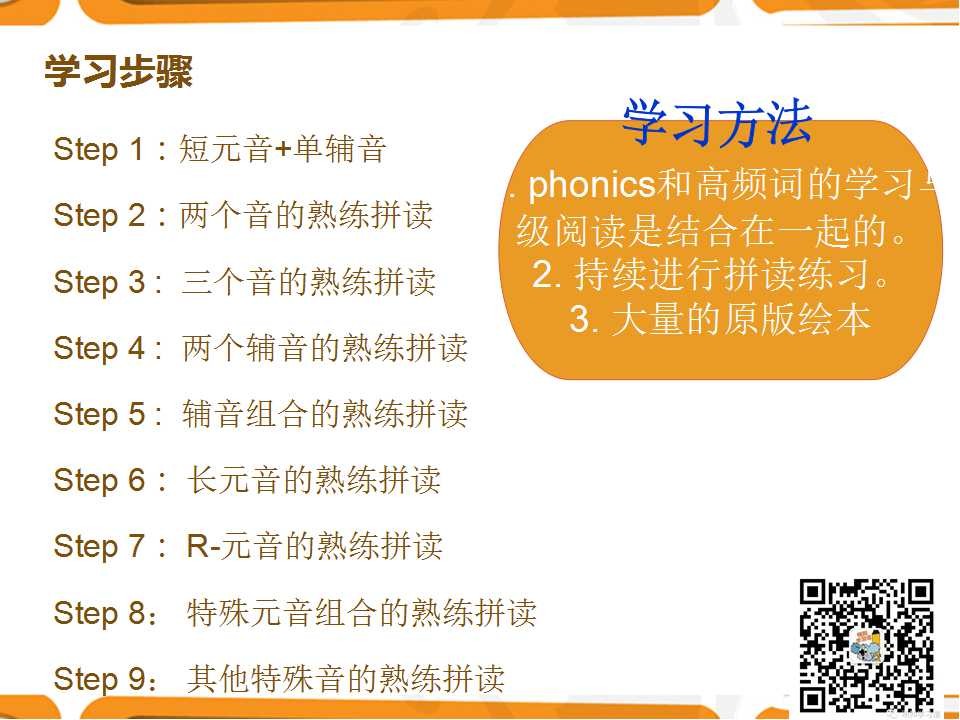 学习步骤
Step 1：短元音+单辅音
Step 2：两个音的熟练拼读
Step 3： 三个音的熟练拼读
Step 4： 两个辅音的熟练拼读
Step 5： 辅音组合的熟练拼读
Step 6： 长元音的熟练拼读
Step 7： R-元音的熟练拼读
Step 8： 特殊元音组合的熟练拼读
Step 9： 其他特殊音的熟练拼读
学习方法
. phonics和高频词的学习
级阅读是结合在一起的。
2. 持续进行拼读练习。
3. 大量的原版绘本